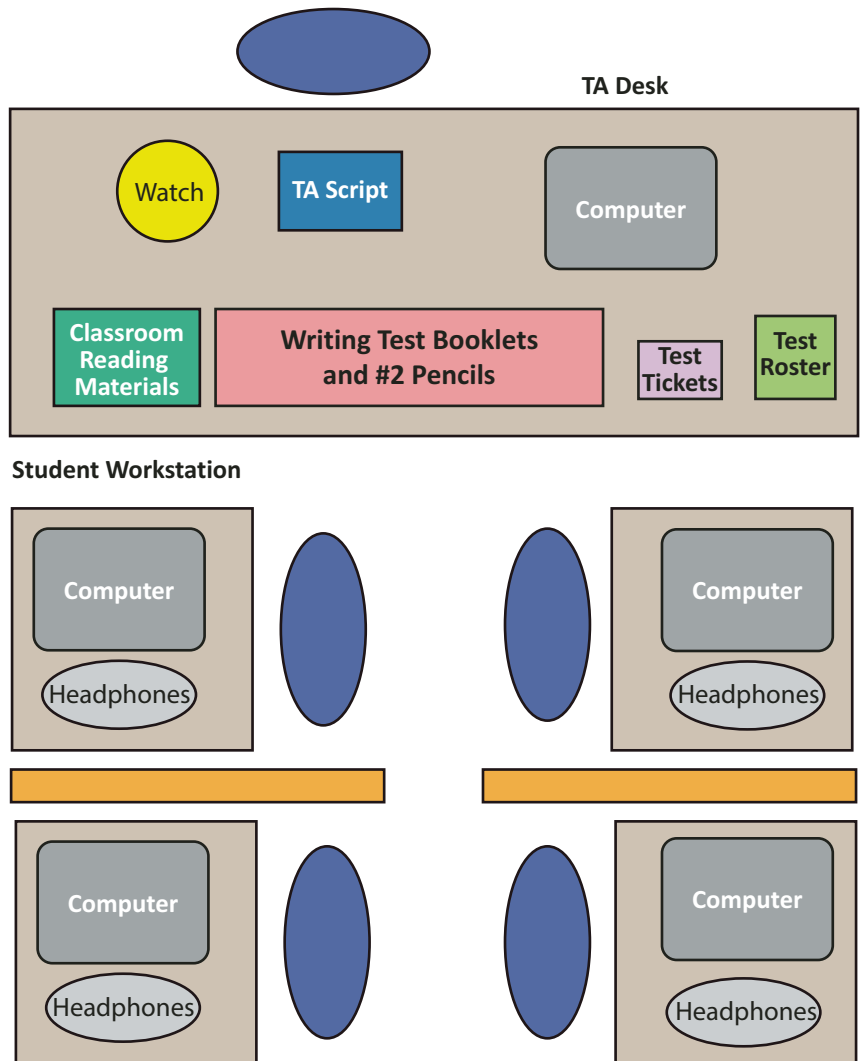 TA Desk
Watch
TA Script
Computer
Classroom
Reading
Materials
Writing Test Booklets
and #2 Pencils
Test
Tickets
Test
Roster
Student Workstation
Computer
Headphones
Computer
Headphones
Computer
Headphones
Computer
Headphones